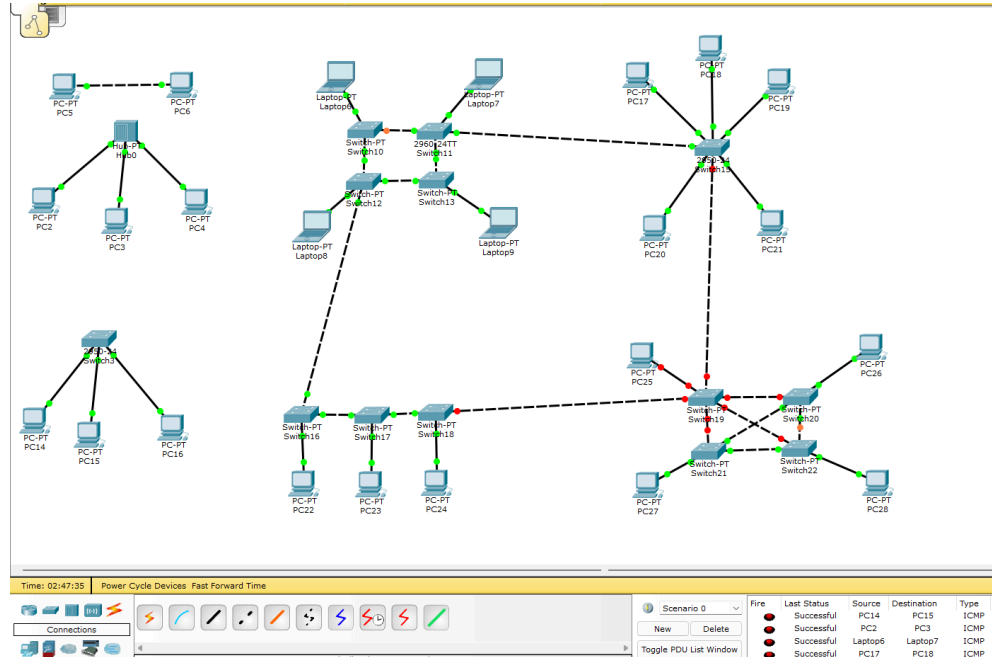 PC-PT
PC5
PC-PT
PC6
Hub-PT
Hub0
PC-PT
PC2
PC-PT
PC3
PC-PT
PC4
Laptop-PT
Laptop6
Laptop-PT
Laptop7
Switch-PT
Switch10
2960-24TT
Switch11
Switch-PT
Switch12
Switch-PT
Switch13
Laptop-PT
Laptop8
Laptop-PT
Laptop9
PC-PT
PC17
PC-PT
PC18
PC-PT
PC19
2950-24
Switch15
PC-PT
PC20
PC-PT
PC21
2950-24
Switch3
PC-PT
PC14
PC-PT
PC15
PC-PT
PC16
Switch-PT
Switch16
Switch-PT
Switch17
Switch-PT
Switch18
PC-PT
PC22
PC-PT
PC23
PC-PT
PC24
PC-PT
PC25
PC-PT
PC26
Switch-PT
Switch19
Switch-PT
Switch20
Switch-PT
Switch21
Switch-PT
Switch22
PC-PT
PC27
PC-PT
PC28
Time: 02:47:35 Power Cycle Devices Fast Forward Time
Connections
Scenario 0
New Delete
Toggle PDU List Window
Fire Last Status Source Destination Type
Successful PC14 PC15 ICMP
Successful PC2 PC3 ICMP
Successful Laptop6 Laptop7 ICMP
Successful PC17 PC18 ICMP